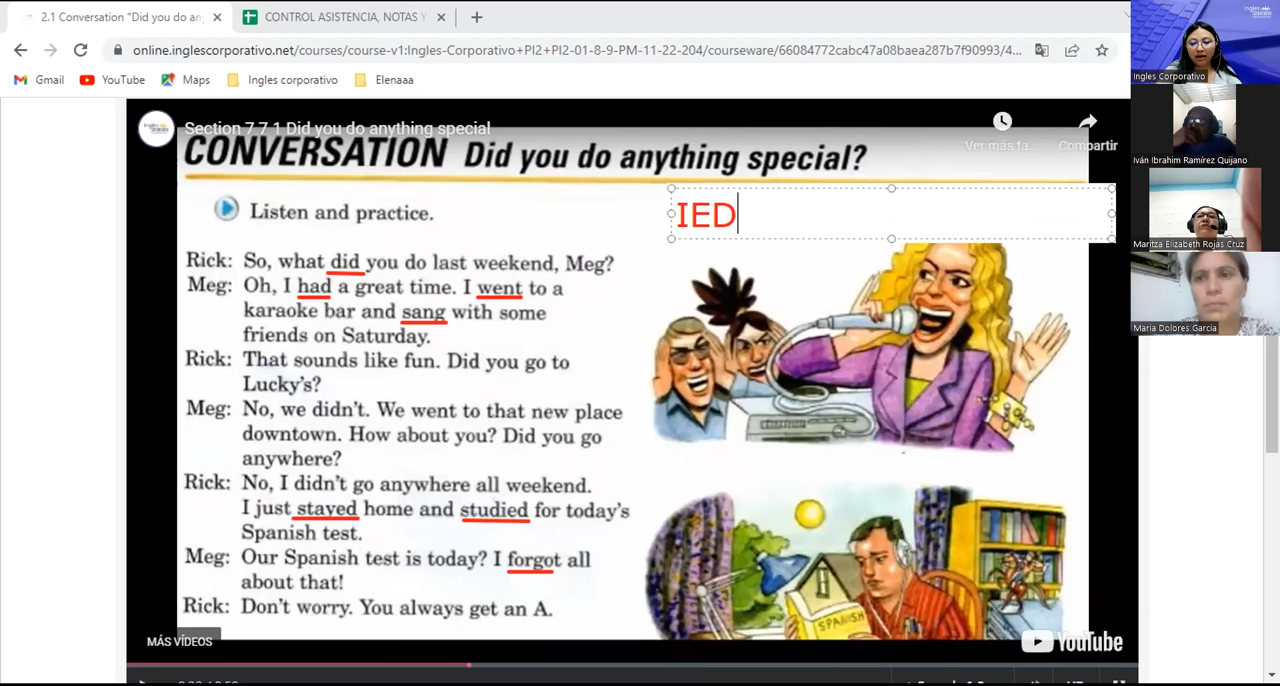 2.1 Conversation "Did you do an
CONTROL ASISTENCIA, NOTAS Y
online.inglescorporativo.net/courses/course-v1:Ingles-Corporativo+PI2+PI2-01-8-9-PM-11-22-204/courseware/66084772cabc47a08baea287b7f90993/4...
Gmail
YouTube
Maps
Ingles corporativo
Elenaaa
Section 7 7 1 Did you do anything special
Ver más ta...
Compartir
CONVERSATION Did you do anything special?
Listen and practice.
IED
Rick: So, what did you do last weekend, Meg?
Meg: Oh, I had a great time. I went to a
karaoke bar and sang with some
friends on Saturday.
Rick: That sounds like fun. Did you go to
Lucky's?
Meg: No, we didn't. We went to that new place
downtown. How about you? Did you go
anywhere?
Rick: No, I didn't go anywhere all weekend.
I just stayed home and studied for today's
Spanish test.
Meg: Our Spanish test is today? I forgot all
about that!
Rick: Don't worry. You always get an A.
SPANISH
MÁS VÍDEOS
YouTube
Ingles Corporativo
Iván Ibrahim Ramírez Quijano
Maritza Elizabeth Rojas Cruz
Maria Dolores Garcia